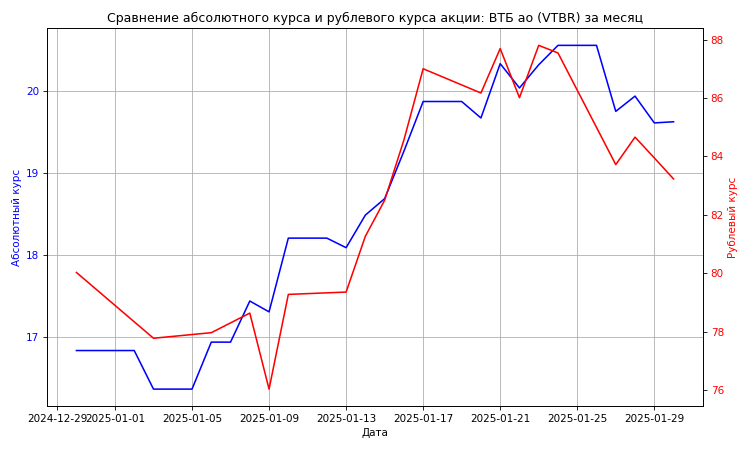 Сравнение абсолютного курса и рублевого курса акции: ВТБ ао (VTBR) за месяц
Абсолютный курс
20
19
18
17
88
86
84
82
80
78
76
Рублевый курс
2024-12-29 2025-01-01 2025-01-05 2025-01-09 2025-01-13 2025-01-17 2025-01-21 2025-01-25 2025-01-29
Дата